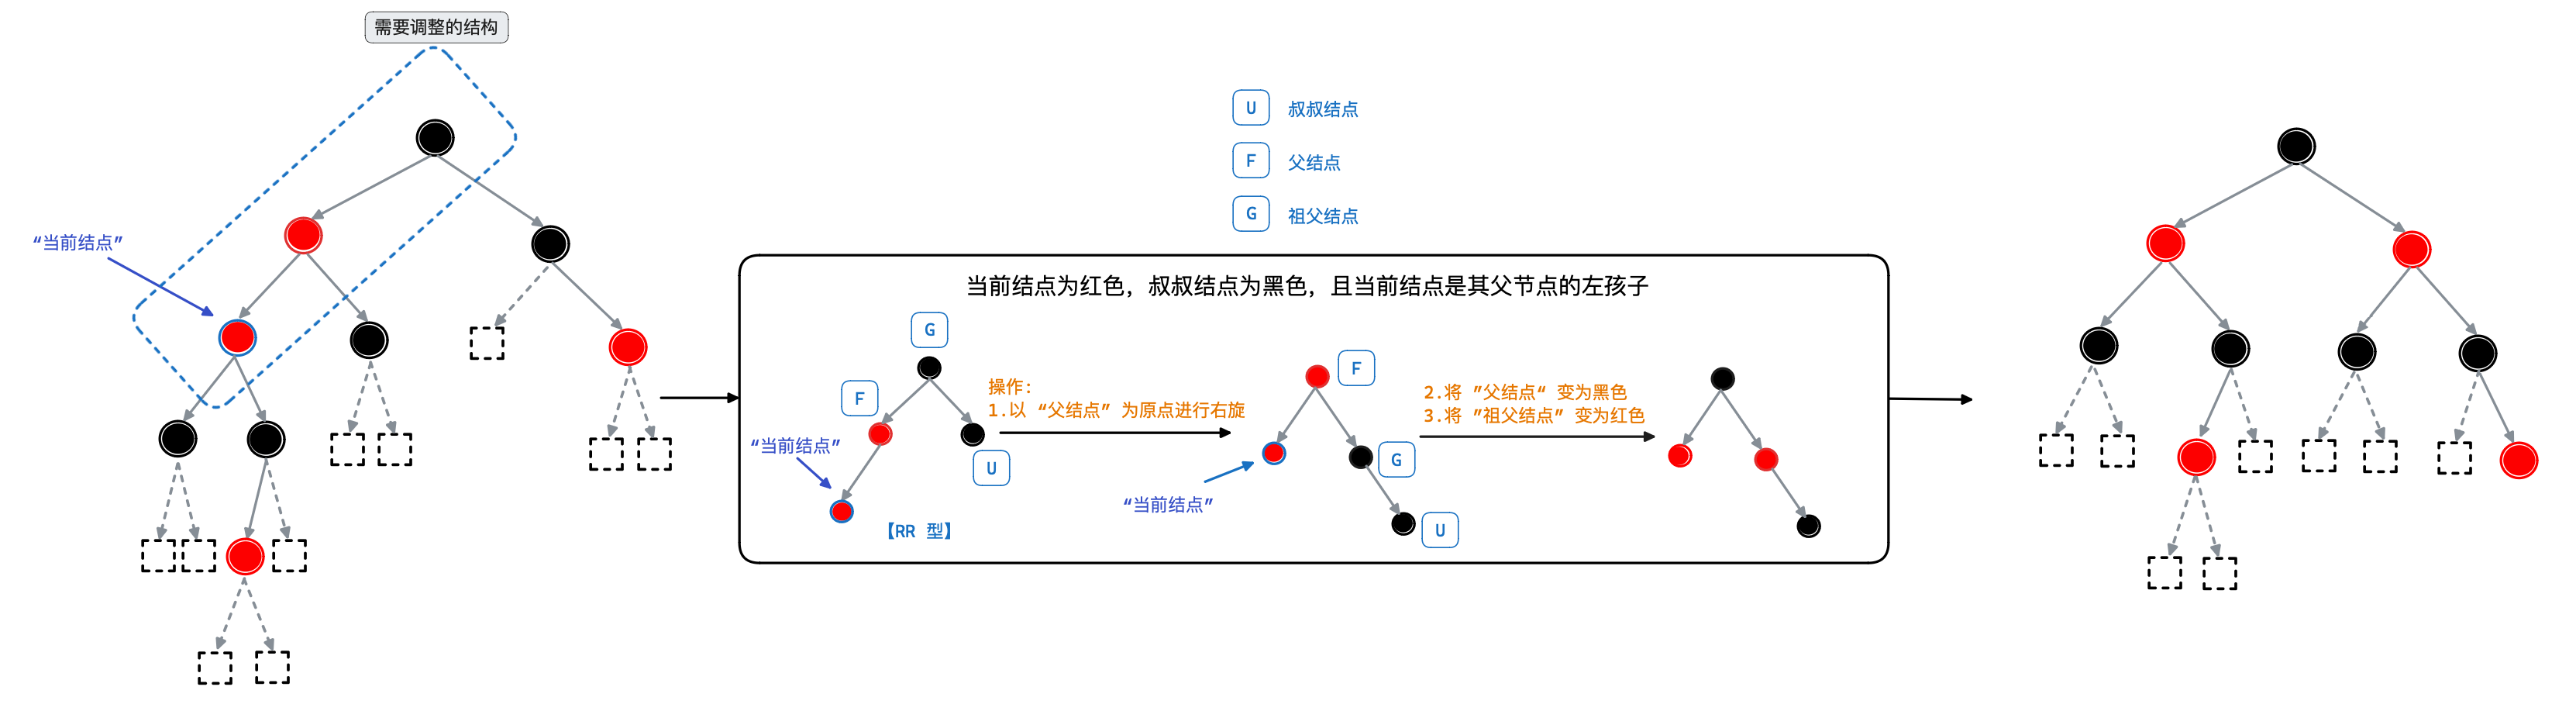 需要调整的结构
“当前结点”
U 叔叔结点
F 父结点
G 祖父结点
当前结点为红色，叔叔结点为黑色，且当前结点是其父节点的左孩子
G
F
“当前结点”
U
【RR 型】
操作：
1.以 “父结点” 为原点进行右旋
F
G
“当前结点”
U
2.将 ”父结点“ 变为黑色
3.将 ”祖父结点” 变为红色